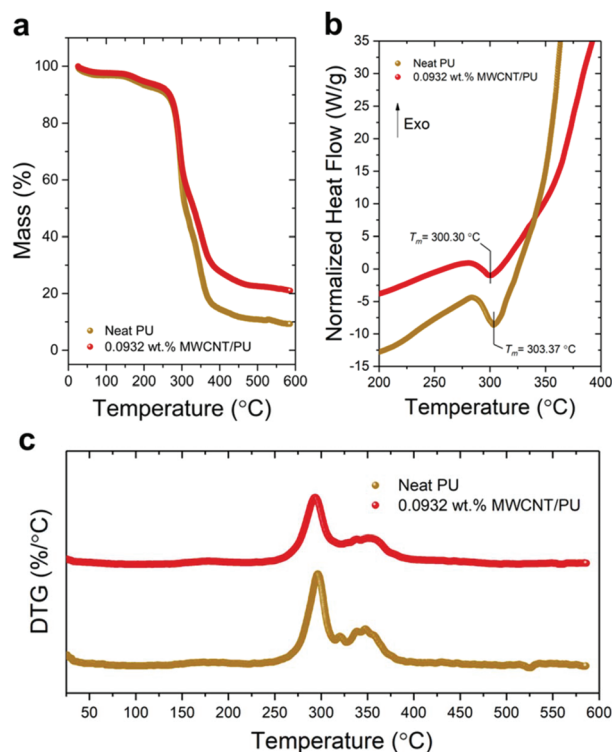 a
100
80
60
40
20
Mass (%)
Neat PU
0.0932 wt.% MWCNT/PU
0 100 200 300 400 500 600
Temperature (°C)
b
35
30
25
20
15
10
5
0
-5
-10
-15
Normalized Heat Flow (W/g)
Neat PU
0.0932 wt.% MWCNT/PU
Exo
Tm= 300.30 °C
Tm= 303.37 °C
200 250 300 350 400
Temperature (°C)
c
DTG (%/°C)
Neat PU
0.0932 wt.% MWCNT/PU
50 100 150 200 250 300 350 400 450 500 550 600
Temperature (°C)